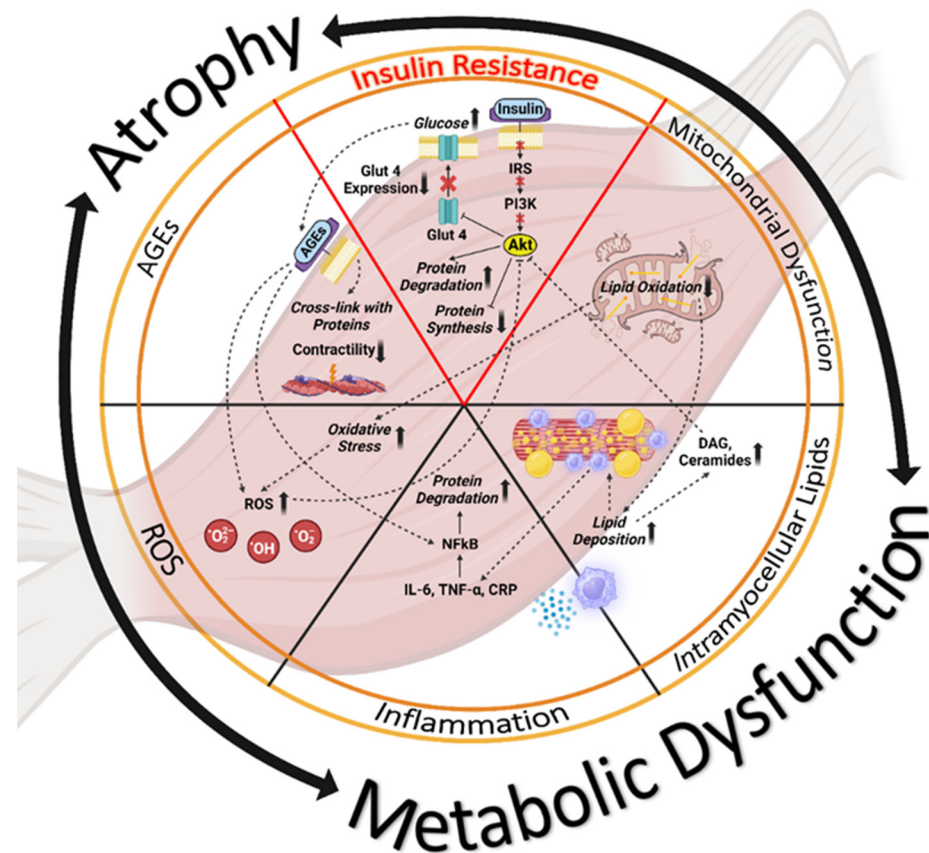 Atrophy
Metabolic Dysfunction
Insulin Resistance
Mitochondrial Dysfunction
Intramyocellular Lipids
Inflammation
ROS
AGEs
Glucose
Insulin
Glut 4
Expression
IRS
PI3K
Glut 4
Akt
Protein
Degradation
Protein
Synthesis
AGEs
Cross-link with
Proteins
Contractility
Lipid Oxidation
Oxidative
Stress
ROS
•O₂²⁻
•OH
•O₂⁻
Protein
Degradation
NFkB
IL-6, TNF-α, CRP
DAG,
Ceramides
Lipid
Deposition